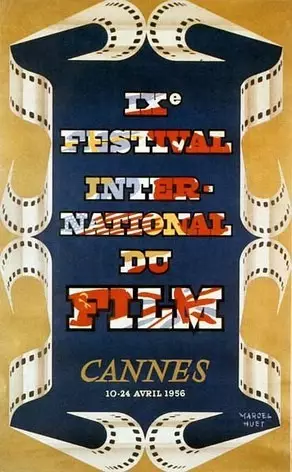 IXe
FESTIVAL
INTER-
NATIONAL
DU
FILM
CANNES
10-24 AVRIL 1956
MARCEL
HUET